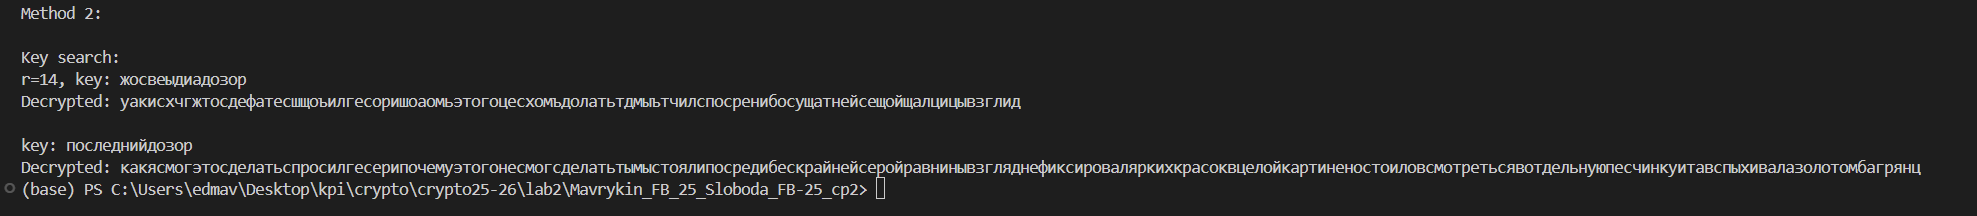 Method 2:
Key search:
r=14, key: жосвеыдиадозор
Decrypted: уакисхчгжтосдефатесшщоъилгесоришоаомьэтогоцесхомьдолатьтдмыьтчилспосренибосущатнейсещойщалцицывзглид
key: последнийдозор
Decrypted: какясмогэтосделатьспросилгесерипочемуэтогонесмогсделатьтымыстоялипосредибескрайнейсеройравнинывзгляднефиксировалярkихкрасоквцелойкартиненостоиловсмотретьсявотдельнуюпесчинкуитавспыхивалазолотомбагрянц
(base) PS C:\Users\edmav\Desktop\kpi\crypto\crypto25-26\lab2\Mavrykin_FB_25_Sloboda_FB-25_cp2>